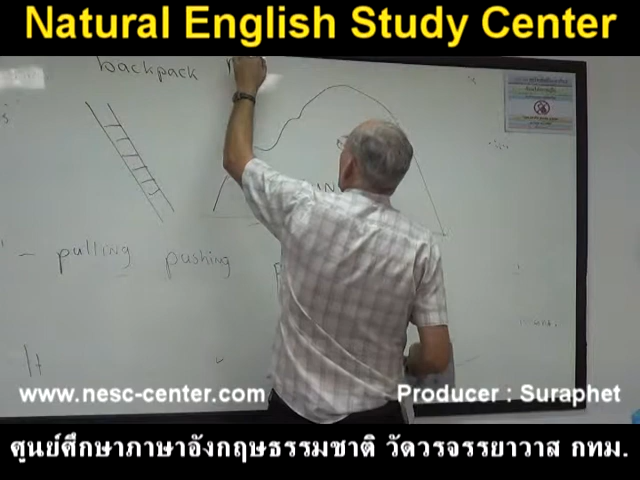 Natural English Study Center
backpack
- pulling pushing
It
www.nesc-center.com
Producer : Suraphet
ศูนย์ศึกษาภาษาอังกฤษธรรมชาติ วัดวรจรรยาวาส กทม.